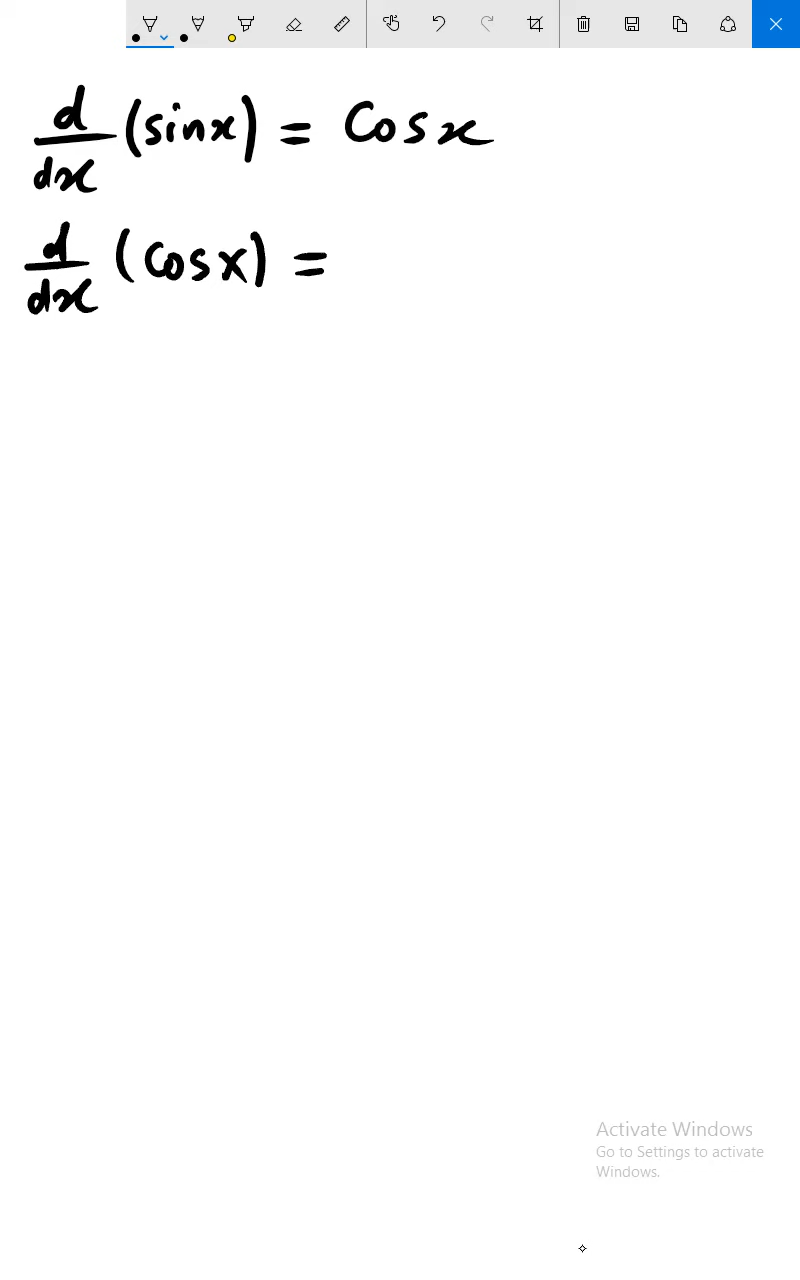 d/dx (sinx) = Cosx
d/dx (cosx) =
Activate Windows
Go to Settings to activate
Windows.